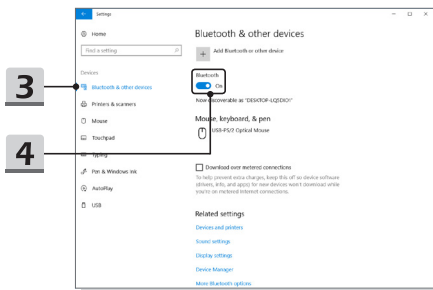 Settings
Home
Find a setting
Devices
Bluetooth & other devices
Printers & scanners
Mouse
Touchpad
Typing
Pen & Windows Ink
AutoPlay
USB
3
4
Bluetooth & other devices
Add Bluetooth or other device
Bluetooth
On
Now discoverable as "DESKTOP-LQ5DIOI"
Mouse, keyboard, & pen
USB-PS/2 Optical Mouse
Download over metered connections
To help prevent extra charges, keep this off so device software
(drivers, info, and apps) for new devices won't download while
you're on metered Internet connections.
Related settings
Devices and printers
Sound settings
Display settings
Device Manager
More Bluetooth options